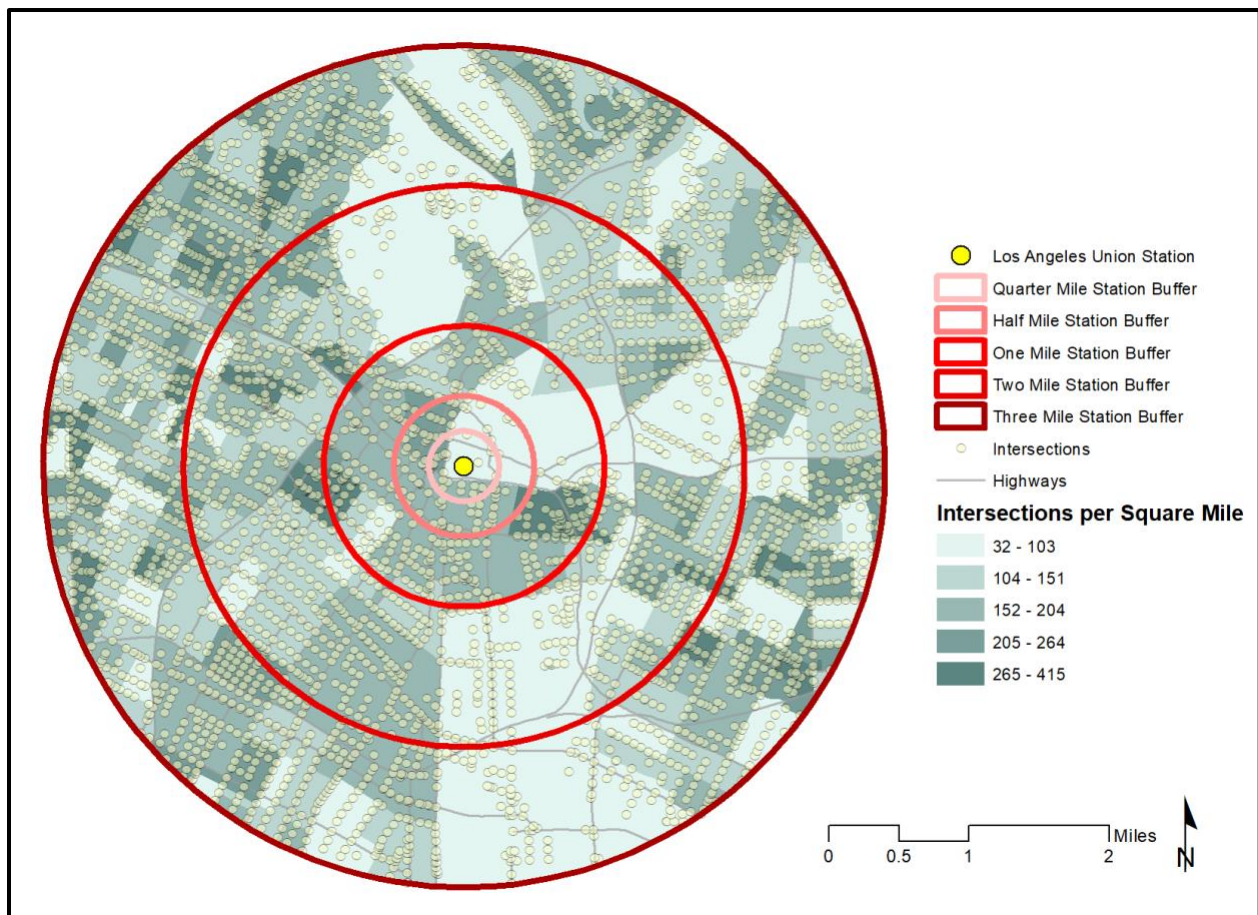 Los Angeles Union Station
Quarter Mile Station Buffer
Half Mile Station Buffer
One Mile Station Buffer
Two Mile Station Buffer
Three Mile Station Buffer
Intersections
Highways
Intersections per Square Mile
32 - 103
104 - 151
152 - 204
205 - 264
265 - 415
Miles
0 0.5 1 2
N